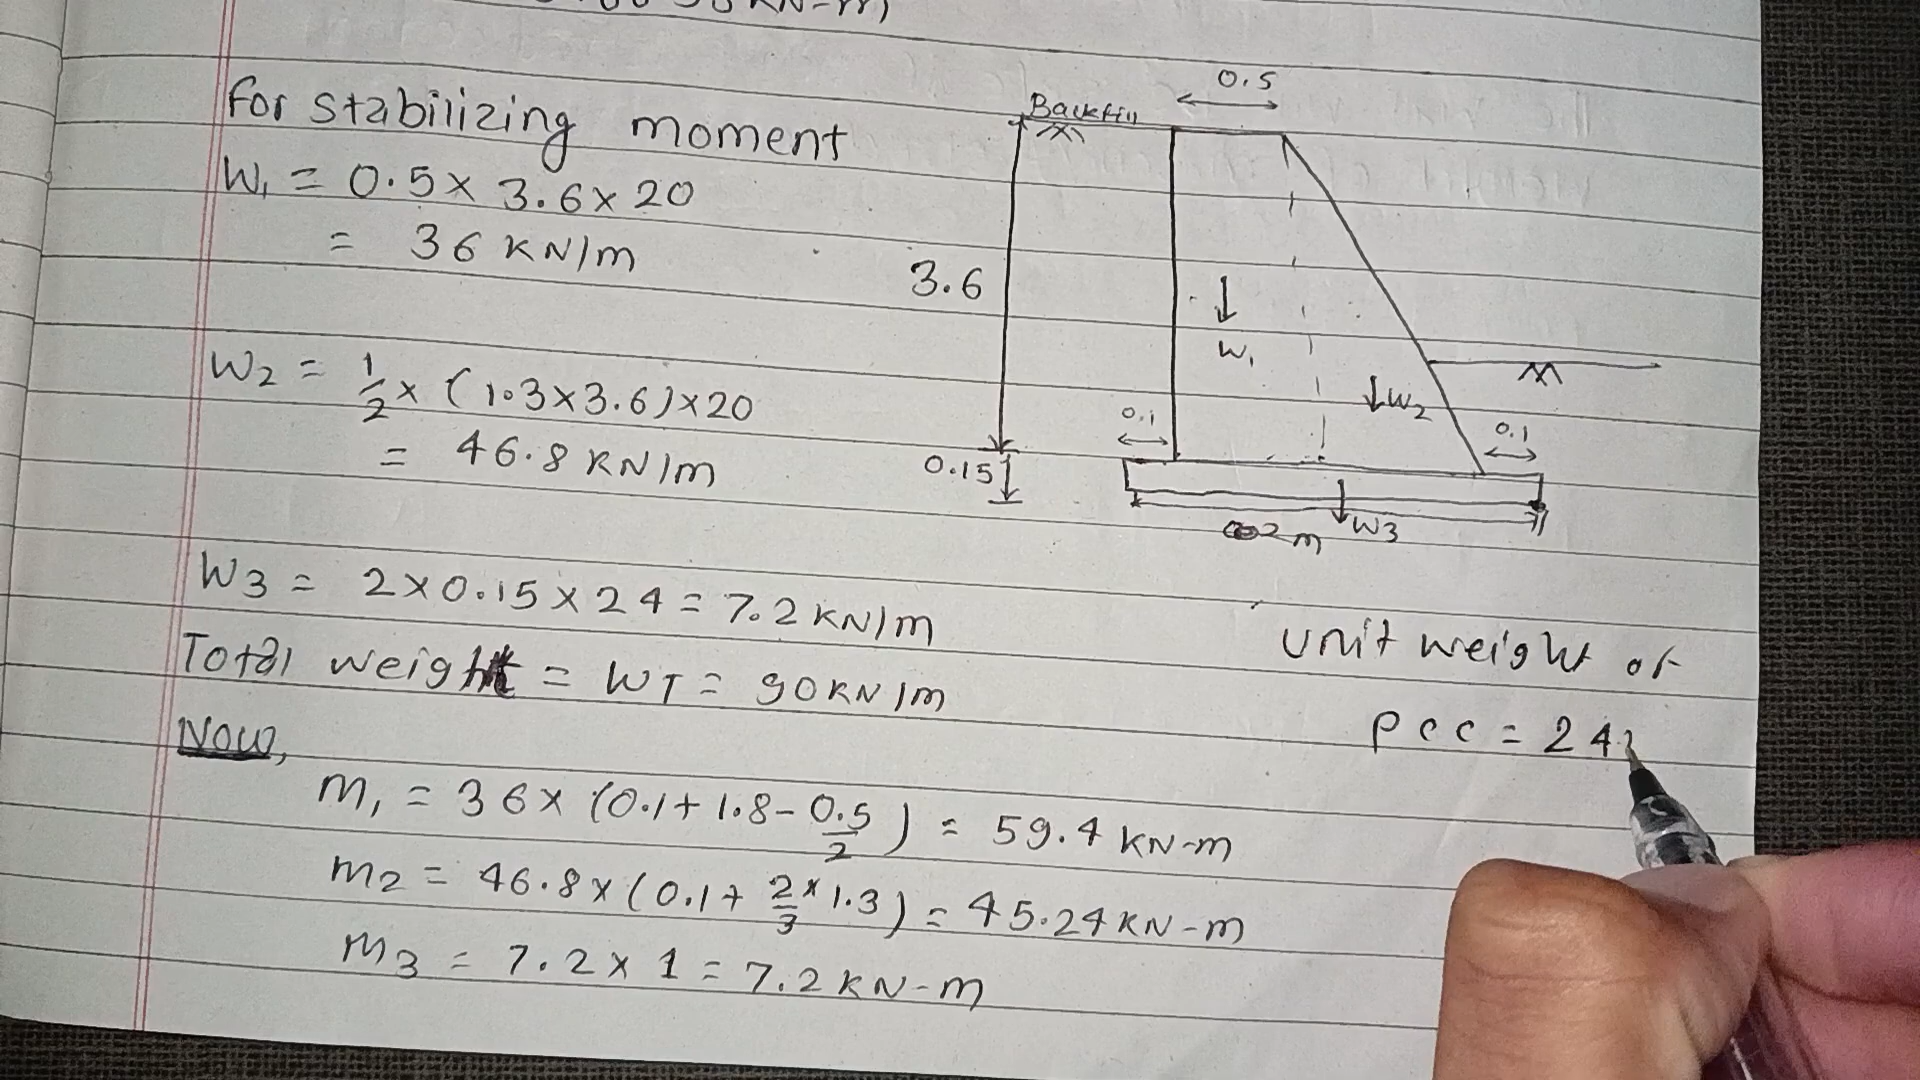 For stabilizing moment
W₁ = 0.5 x 3.6 x 20
= 36 KN/m
W₂ = 1/2 x (1.3 x 3.6) x 20
= 46.8 KN/m
W3 = 2 x 0.15 x 24 = 7.2 KN/m
Total weight = WT = 90 KN/m
Now,
m₁ = 36 x (0.1 + 1.8 - 0.5/2) = 59.4 KN-m
m₂ = 46.8 x (0.1 + 2/3 x 1.3) = 45.24 KN-m
m₃ = 7.2 x 1 = 7.2 KN-m
0.5
Backfill
3.6
W₁
W₂
0.1
0.1
0.15
2m
W3
unit weight of
pcc = 24